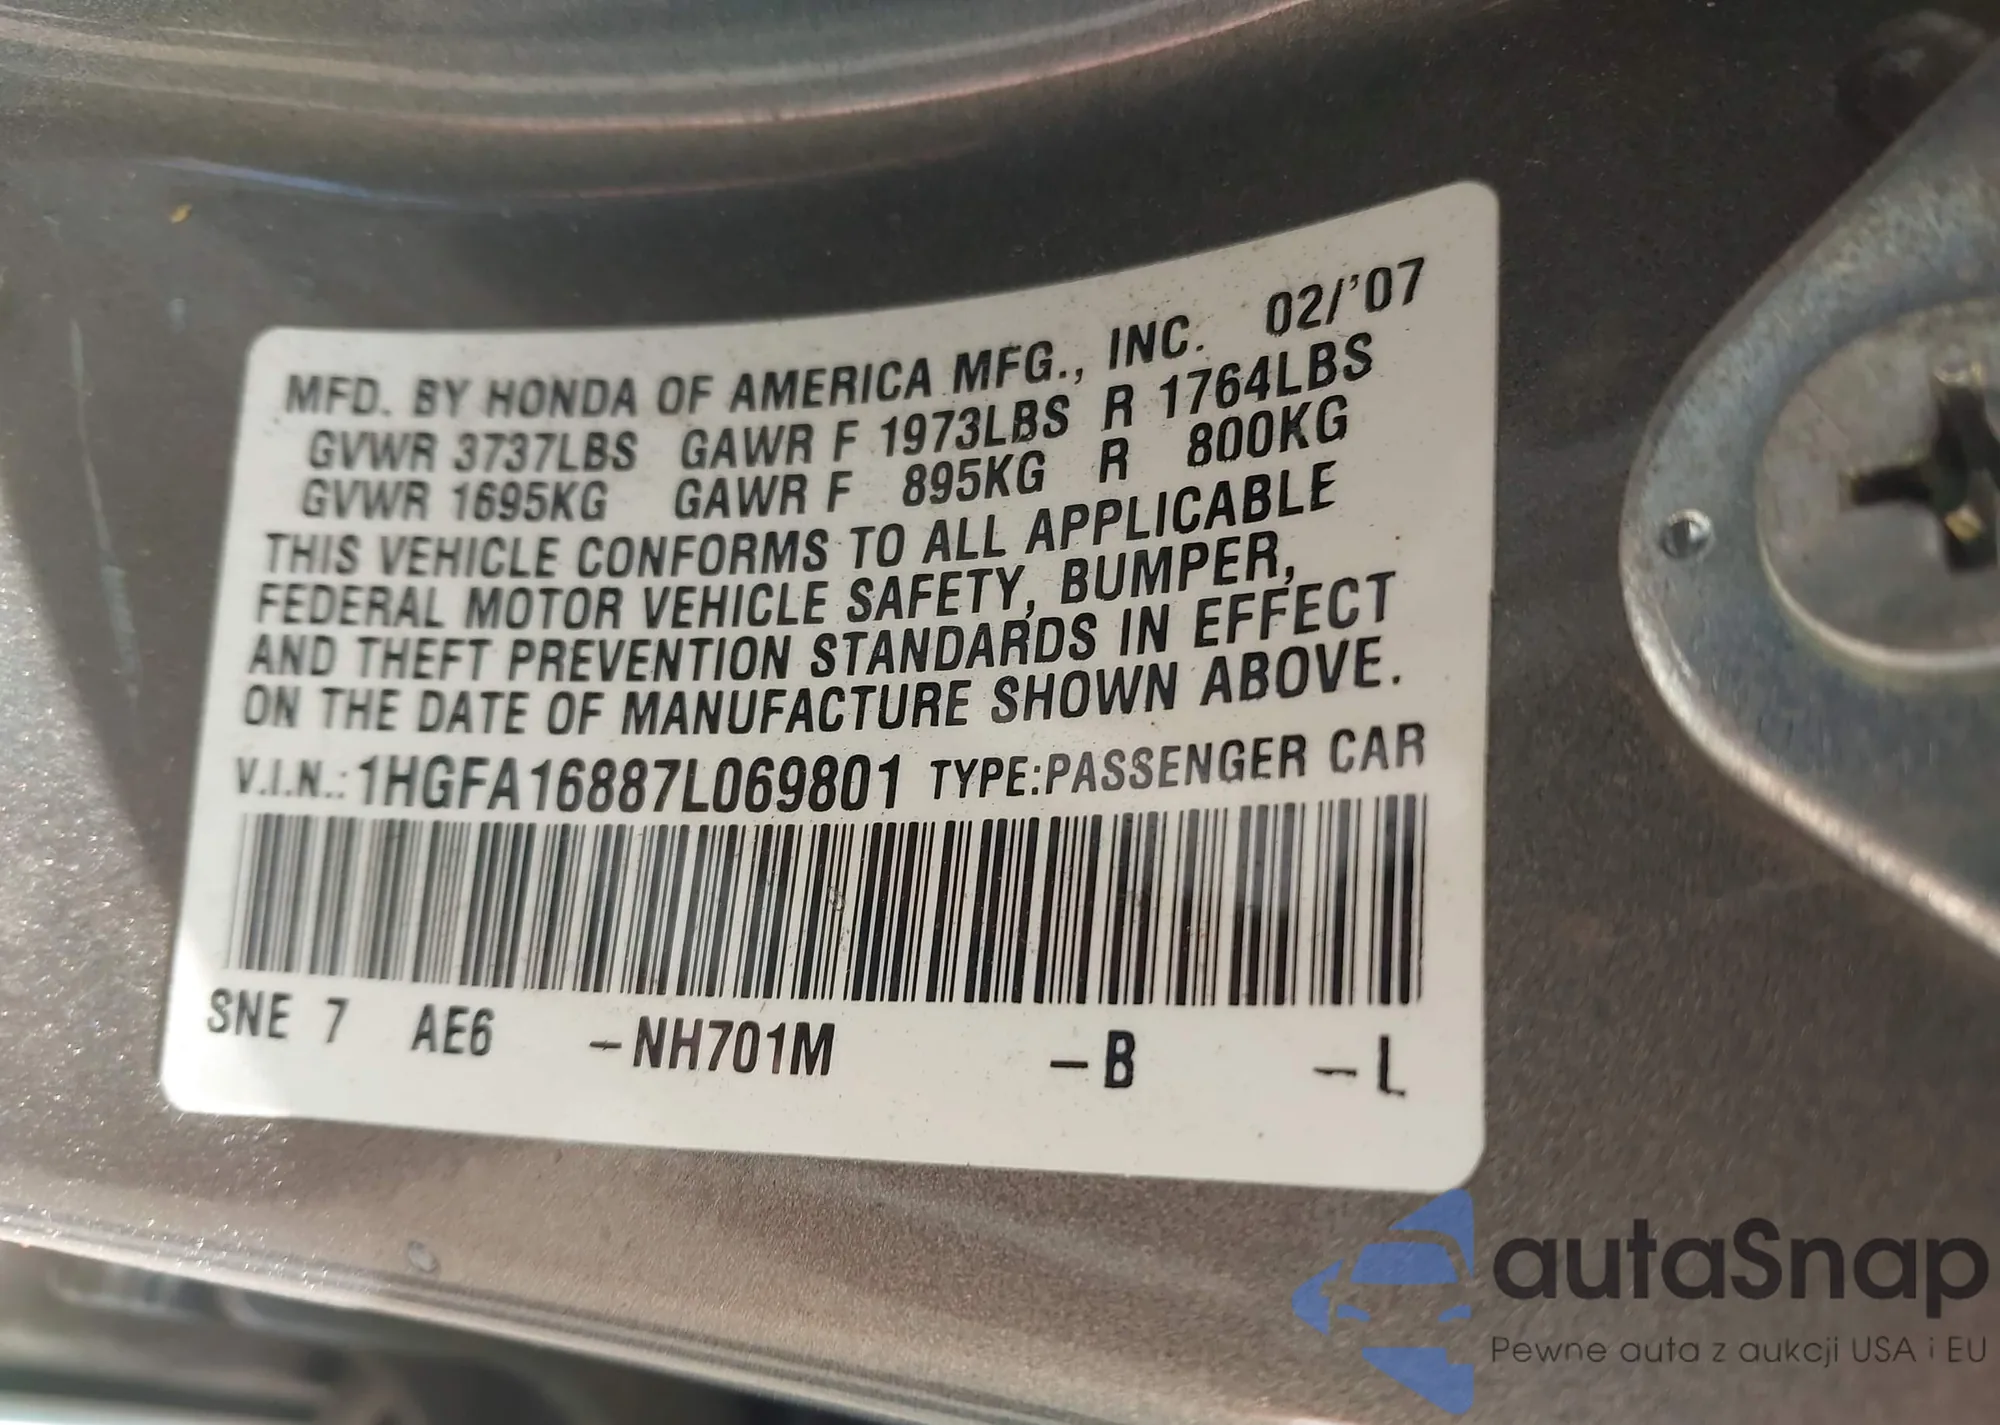 MFD. BY HONDA OF AMERICA MFG., INC. 02/'07
GVWR 3737LBS GAWR F 1973LBS R 1764LBS
GVWR 1695KG GAWR F 895KG R 800KG
THIS VEHICLE CONFORMS TO ALL APPLICABLE
FEDERAL MOTOR VEHICLE SAFETY, BUMPER,
AND THEFT PREVENTION STANDARDS IN EFFECT
ON THE DATE OF MANUFACTURE SHOWN ABOVE.
V.I.N.: 1HGFA16887L069801 TYPE:PASSENGER CAR
SNE 7 AE6 -NH701M -B -L
autaSnap
Pewne auta z aukcji USA i EU